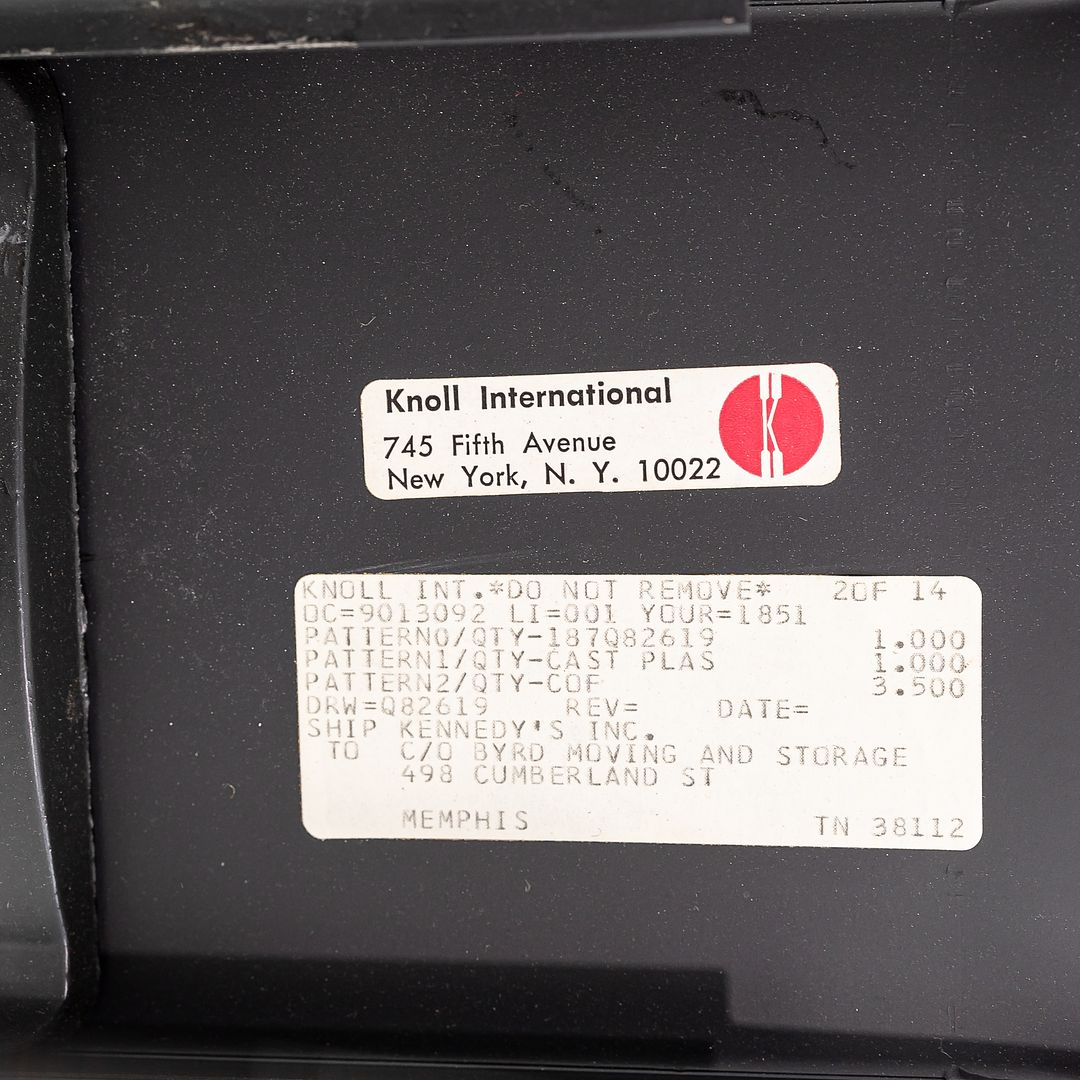 Knoll International
745 Fifth Avenue
New York, N. Y. 10022
K
KNOLL INT.*DO NOT REMOVE* 2OF 14
OC=9013092 LI=001 YOUR=1851
PATTERN0/QTY-187Q82619 1.000
PATTERN1/QTY-CAST PLAS 1.000
PATTERN2/QTY-COF 3.500
DRW=Q82619 REV= DATE=
SHIP KENNEDY'S INC.
TO C/O BYRD MOVING AND STORAGE
498 CUMBERLAND ST
MEMPHIS TN 38112